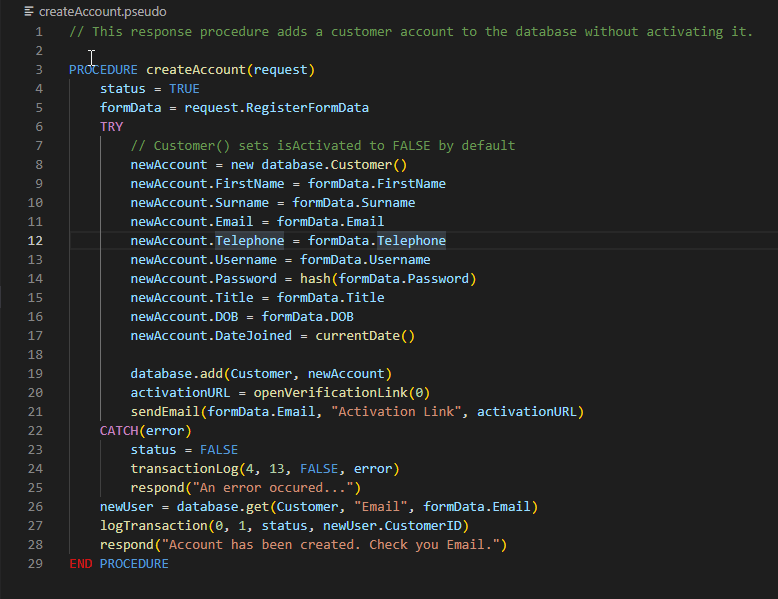 createAccount.pseudo
1 // This response procedure adds a customer account to the database without activating it.
2
3 PROCEDURE createAccount(request)
4 status = TRUE
5 formData = request.RegisterFormData
6 TRY
7 // Customer() sets isActivated to FALSE by default
8 newAccount = new database.Customer()
9 newAccount.FirstName = formData.FirstName
10 newAccount.Surname = formData.Surname
11 newAccount.Email = formData.Email
12 newAccount.Telephone = formData.Telephone
13 newAccount.Username = formData.Username
14 newAccount.Password = hash(formData.Password)
15 newAccount.Title = formData.Title
16 newAccount.DOB = formData.DOB
17 newAccount.DateJoined = currentDate()
18
19 database.add(Customer, newAccount)
20 activationURL = openVerificationLink(0)
21 sendEmail(formData.Email, "Activation Link", activationURL)
22 CATCH(error)
23 status = FALSE
24 transactionLog(4, 13, FALSE, error)
25 respond("An error occured...")
26 newUser = database.get(Customer, "Email", formData.Email)
27 logTransaction(0, 1, status, newUser.CustomerID)
28 respond("Account has been created. Check you Email.")
29 END PROCEDURE